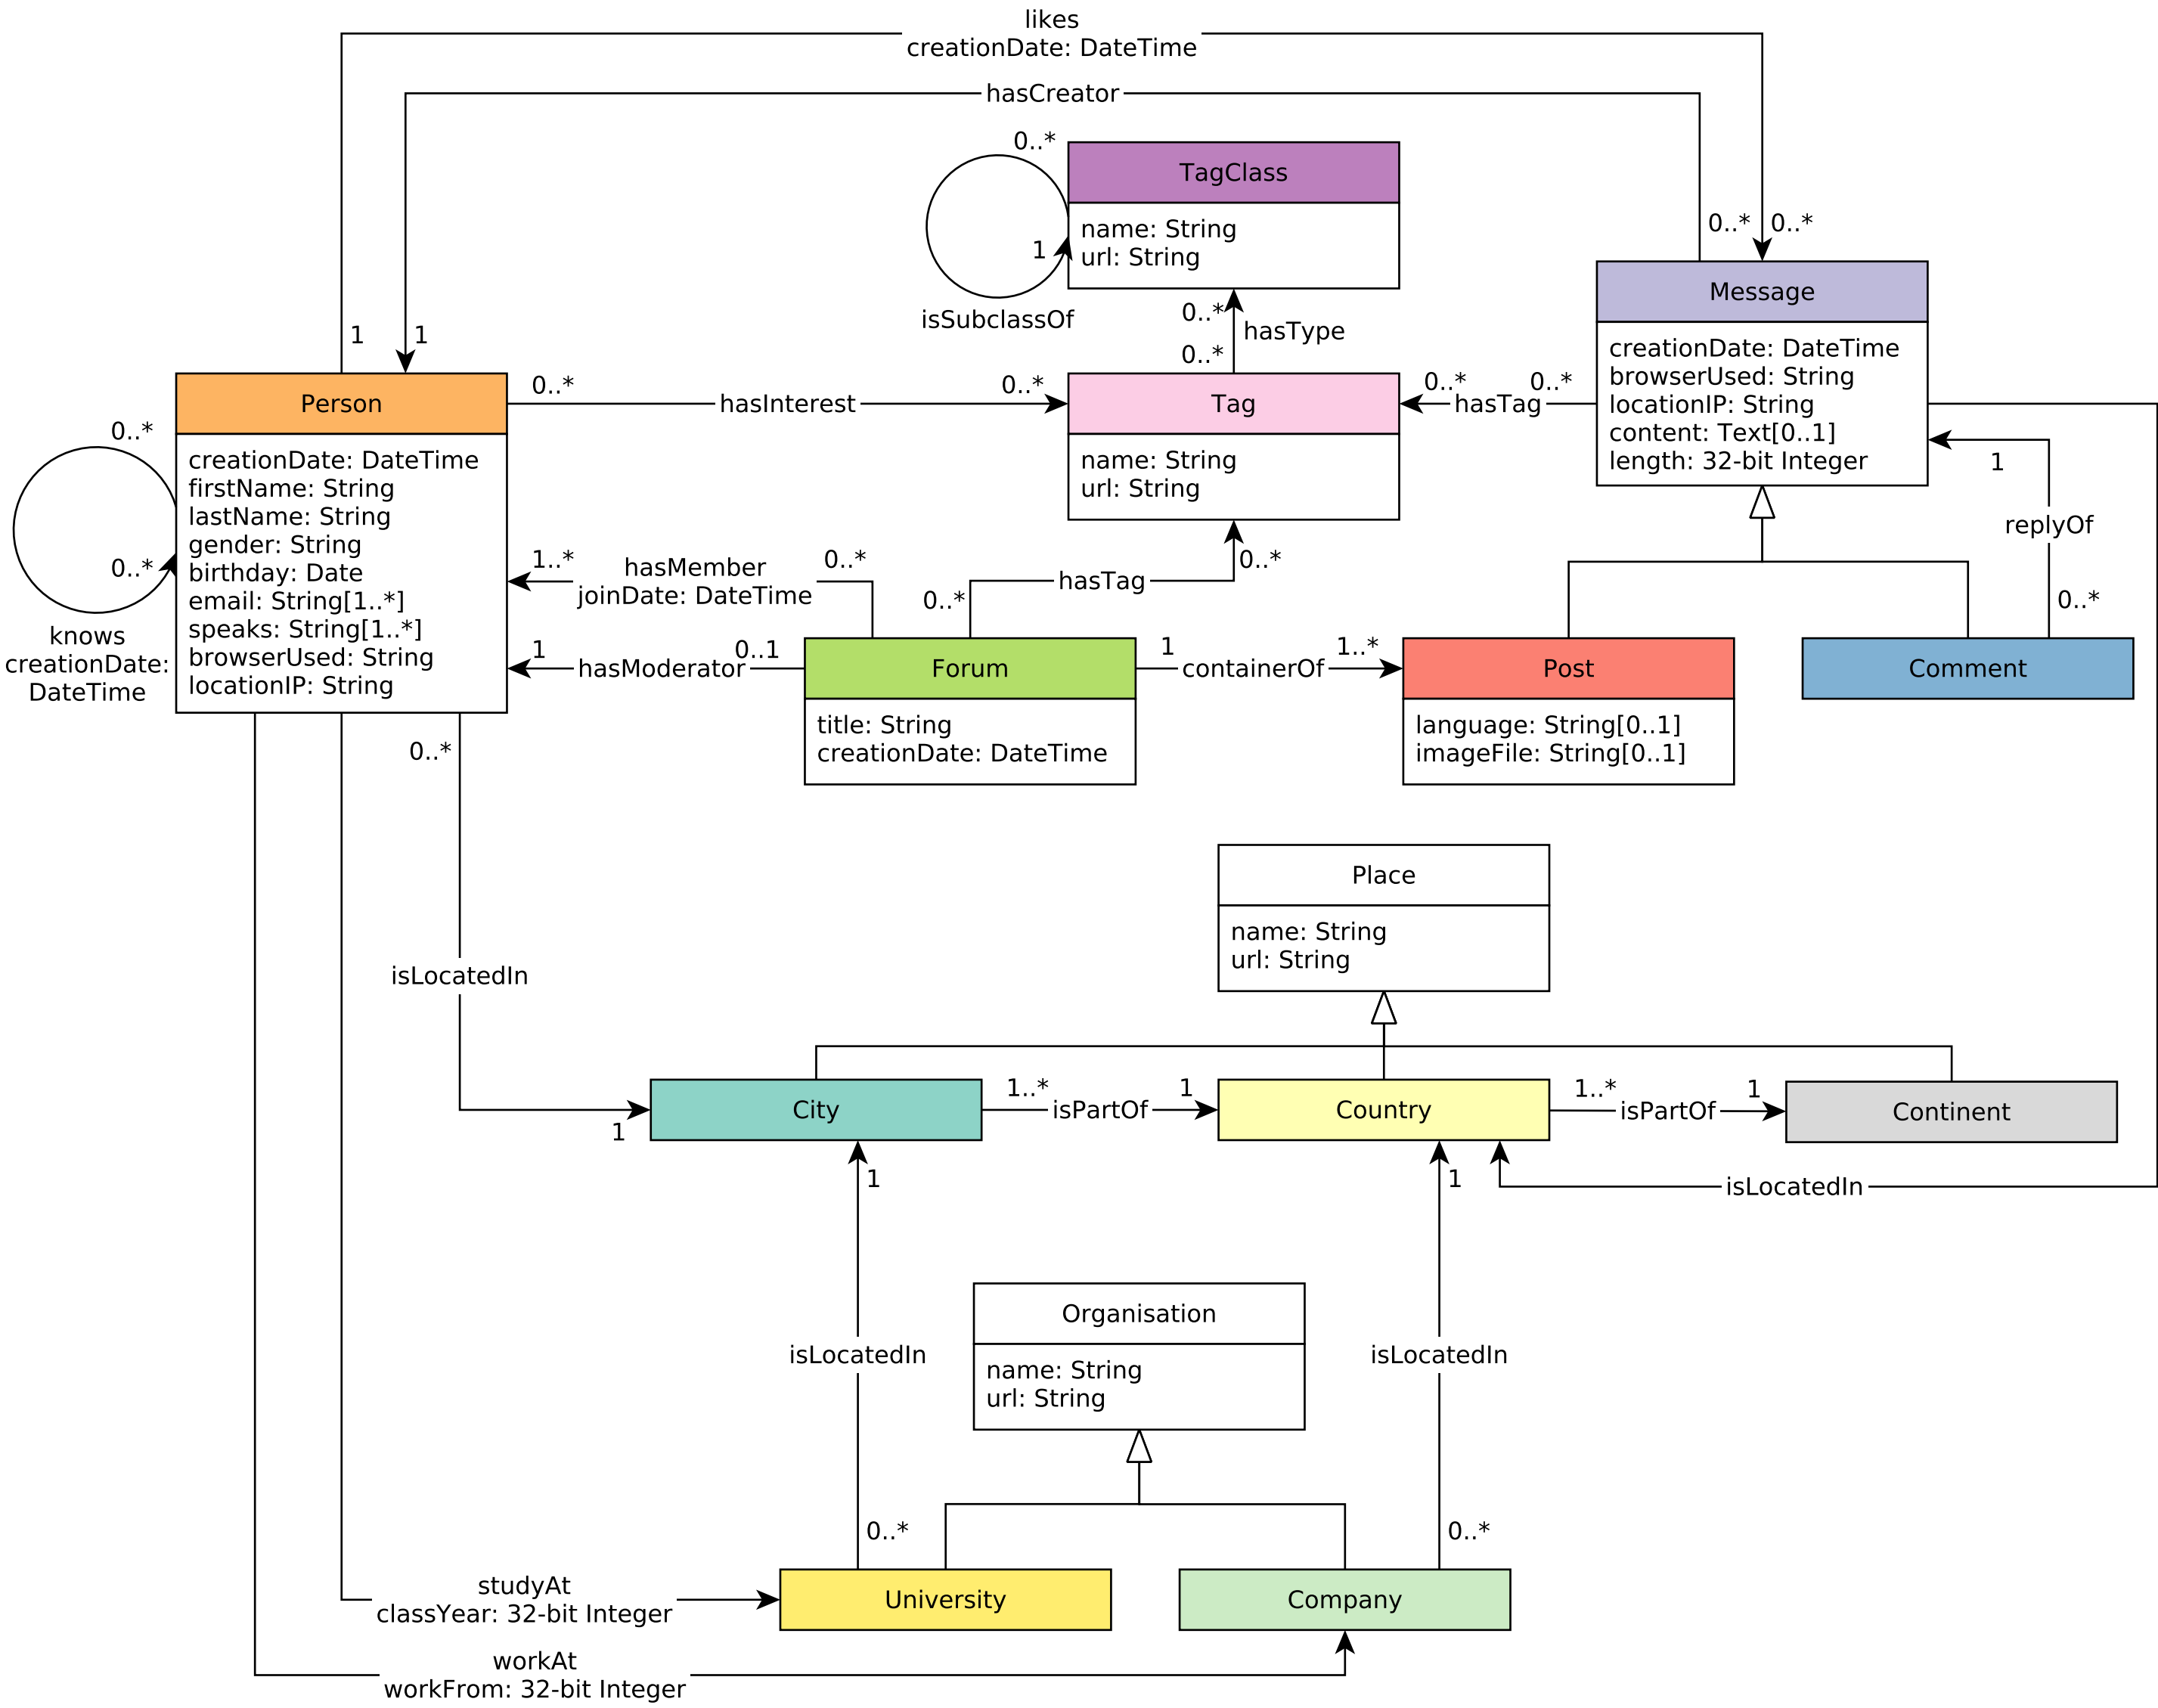 likes
creationDate: DateTime
hasCreator
0..*
TagClass
name: String
url: String
1
isSubclassOf
0..*
0..*
Message
creationDate: DateTime
browserUsed: String
locationIP: String
content: Text[0..1]
length: 32-bit Integer
0..*
hasType
0..*
1
1
Person
creationDate: DateTime
firstName: String
lastName: String
gender: String
birthday: Date
email: String[1..*]
speaks: String[1..*]
browserUsed: String
locationIP: String
0..*
hasInterest
0..*
Tag
name: String
url: String
0..*
hasTag
0..*
0..*
0..*
knows
creationDate:
DateTime
1
replyOf
0..*
1..*
hasMember
joinDate: DateTime
0..*
0..*
hasTag
0..*
1
hasModerator
0..1
Forum
title: String
creationDate: DateTime
1
containerOf
1..*
Post
language: String[0..1]
imageFile: String[0..1]
Comment
0..*
isLocatedIn
1
Place
name: String
url: String
City
1..*
isPartOf
1
Country
1..*
isPartOf
1
Continent
1
1
isLocatedIn
Organisation
name: String
url: String
isLocatedIn
isLocatedIn
0..*
0..*
studyAt
classYear: 32-bit Integer
University
Company
workAt
workFrom: 32-bit Integer